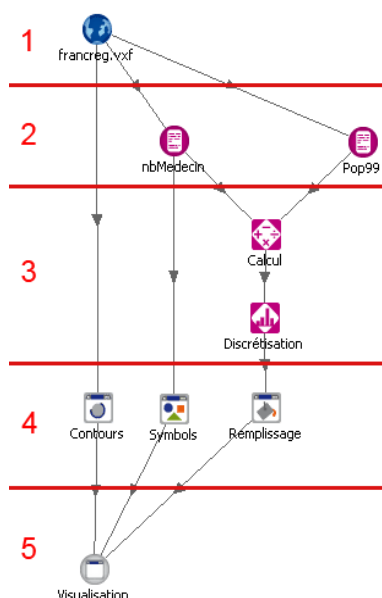 1
francreg.vxf
2
nbMedecin
Pop99
3
Calcul
Discrétisation
4
Contours Symbols Remplissage
5
Visualisation